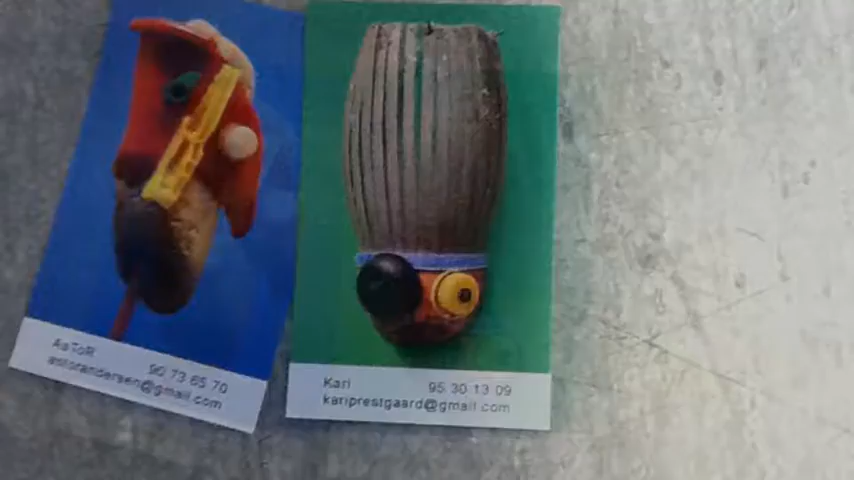 AsToR
90 73 65 70
astorandersen@gmail.com
Kari
95 30 13 09
kariprestgaard@gmail.com